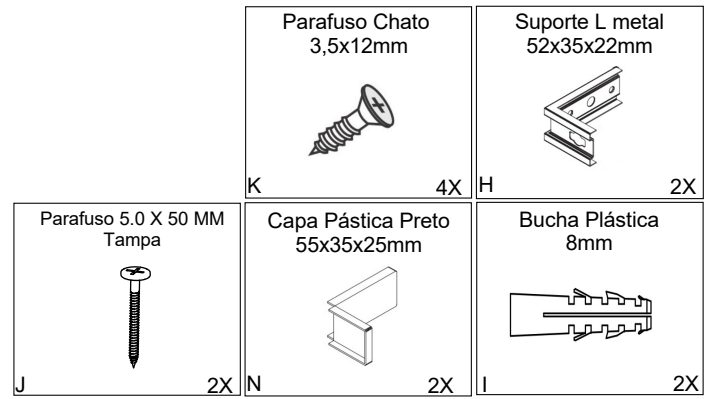 Parafuso Chato
3,5x12mm
K
4X
Suporte L metal
52x35x22mm
H
2X
Parafuso 5.0 X 50 MM
Tampa
J
2X
Capa Pástica Preto
55x35x25mm
N
2X
Bucha Plástica
8mm
I
2X